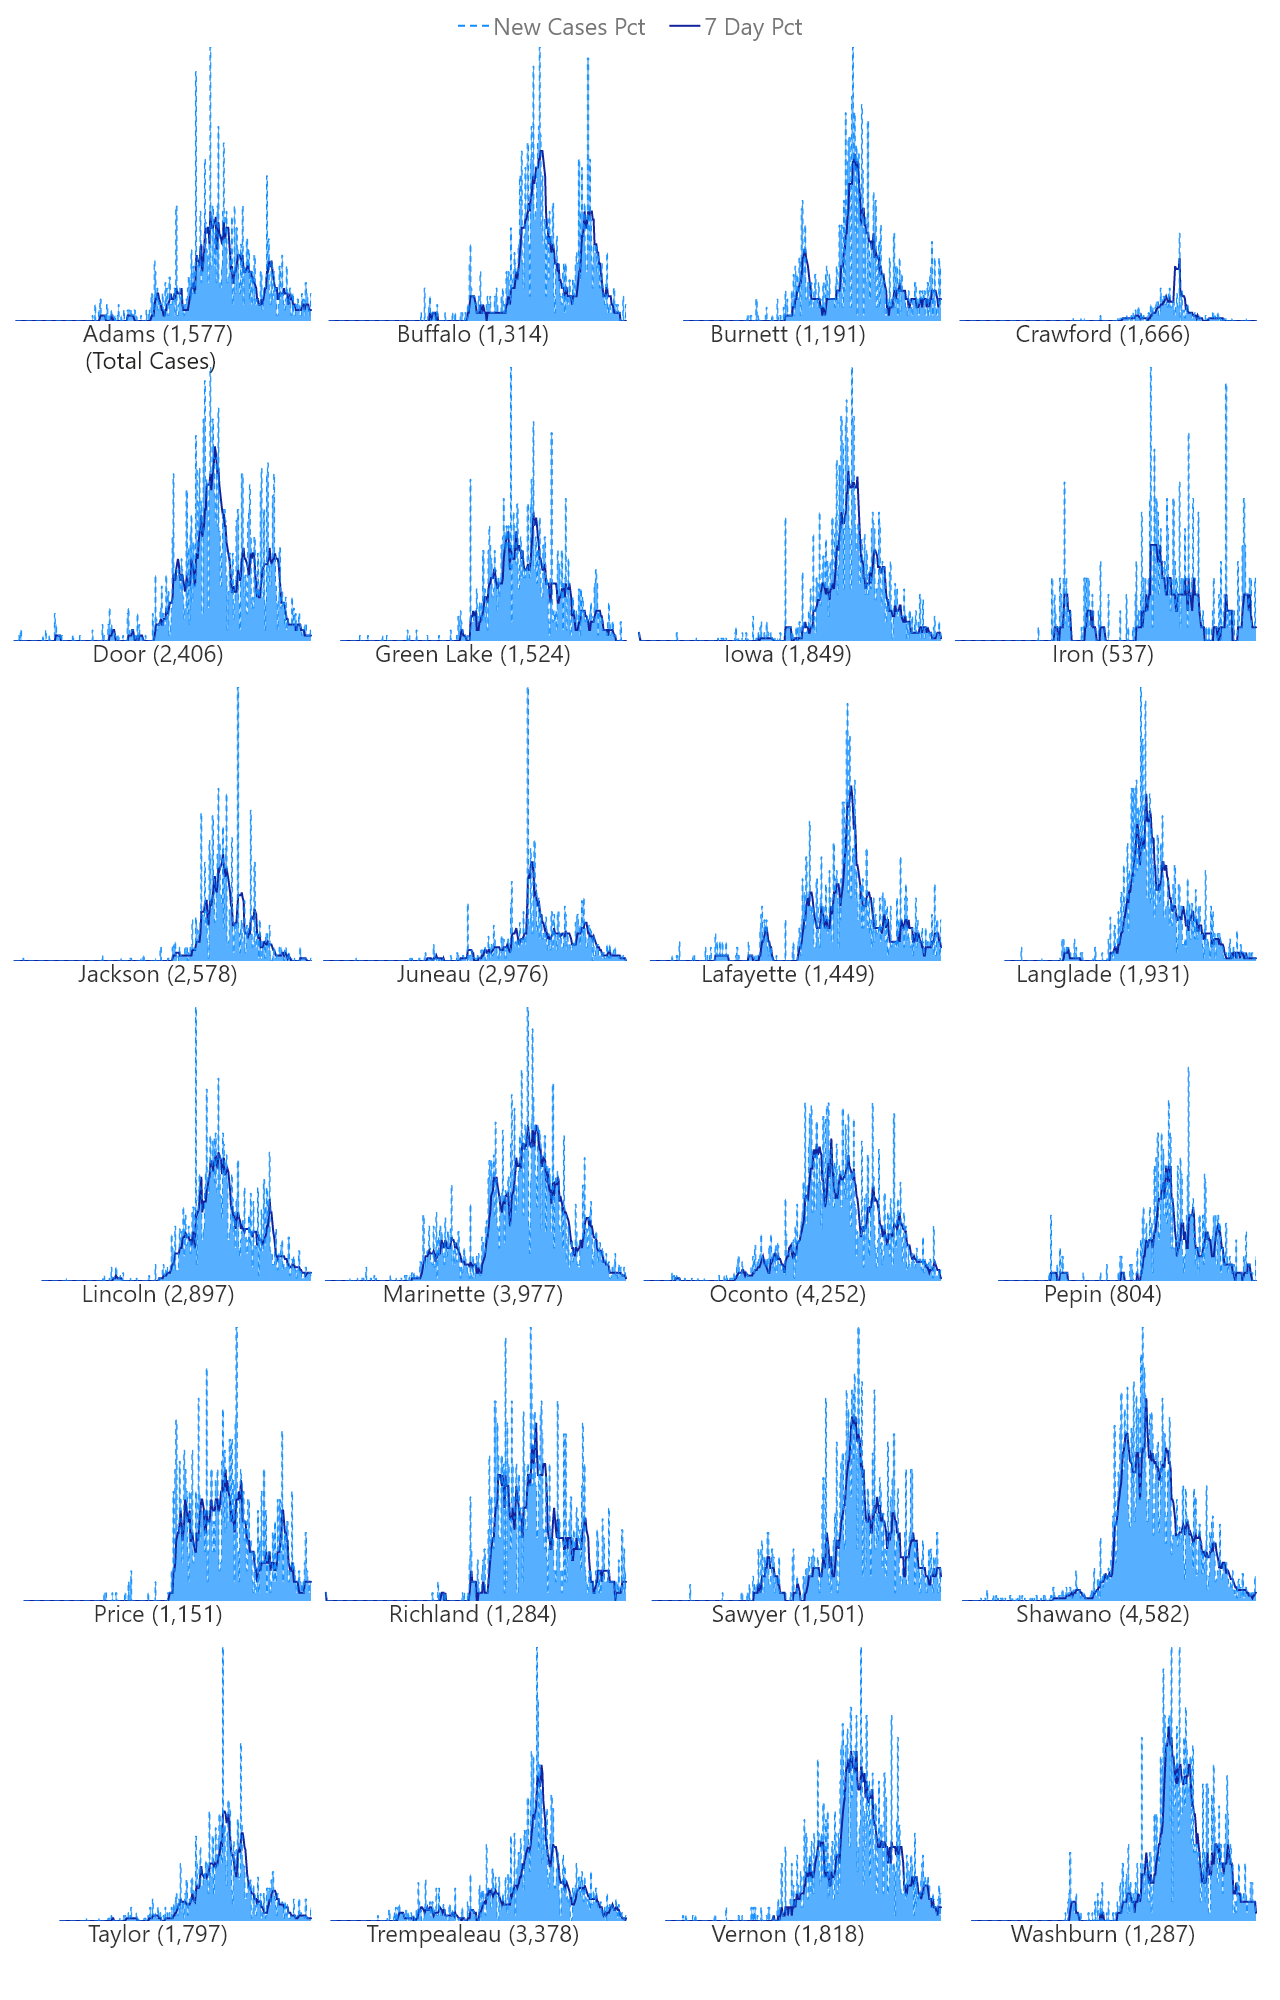 New Cases Pct 7 Day Pct
Adams (1,577) Buffalo (1,314) Burnett (1,191) Crawford (1,666)
(Total Cases)
Door (2,406) Green Lake (1,524) Iowa (1,849) Iron (537)
Jackson (2,578) Juneau (2,976) Lafayette (1,449) Langlade (1,931)
Lincoln (2,897) Marinette (3,977) Oconto (4,252) Pepin (804)
Price (1,151) Richland (1,284) Sawyer (1,501) Shawano (4,582)
Taylor (1,797) Trempealeau (3,378) Vernon (1,818) Washburn (1,287)